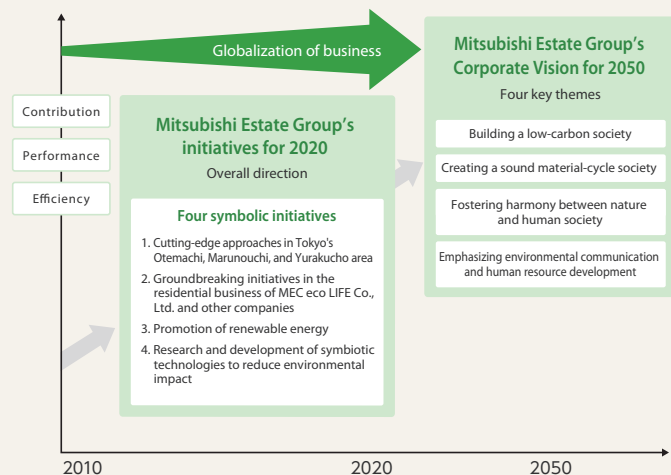 Globalization of business
Mitsubishi Estate Group's
Corporate Vision for 2050
Four key themes
Building a low-carbon society
Creating a sound material-cycle society
Fostering harmony between nature
and human society
Emphasizing environmental communication
and human resource development
Contribution
Performance
Efficiency
Mitsubishi Estate Group's
initiatives for 2020
Overall direction
Four symbolic initiatives
1. Cutting-edge approaches in Tokyo's
Otemachi, Marunouchi, and Yurakucho area
2. Groundbreaking initiatives in the
residential business of MEC eco LIFE Co.,
Ltd. and other companies
3. Promotion of renewable energy
4. Research and development of symbiotic
technologies to reduce environmental
impact
2010
2020
2050